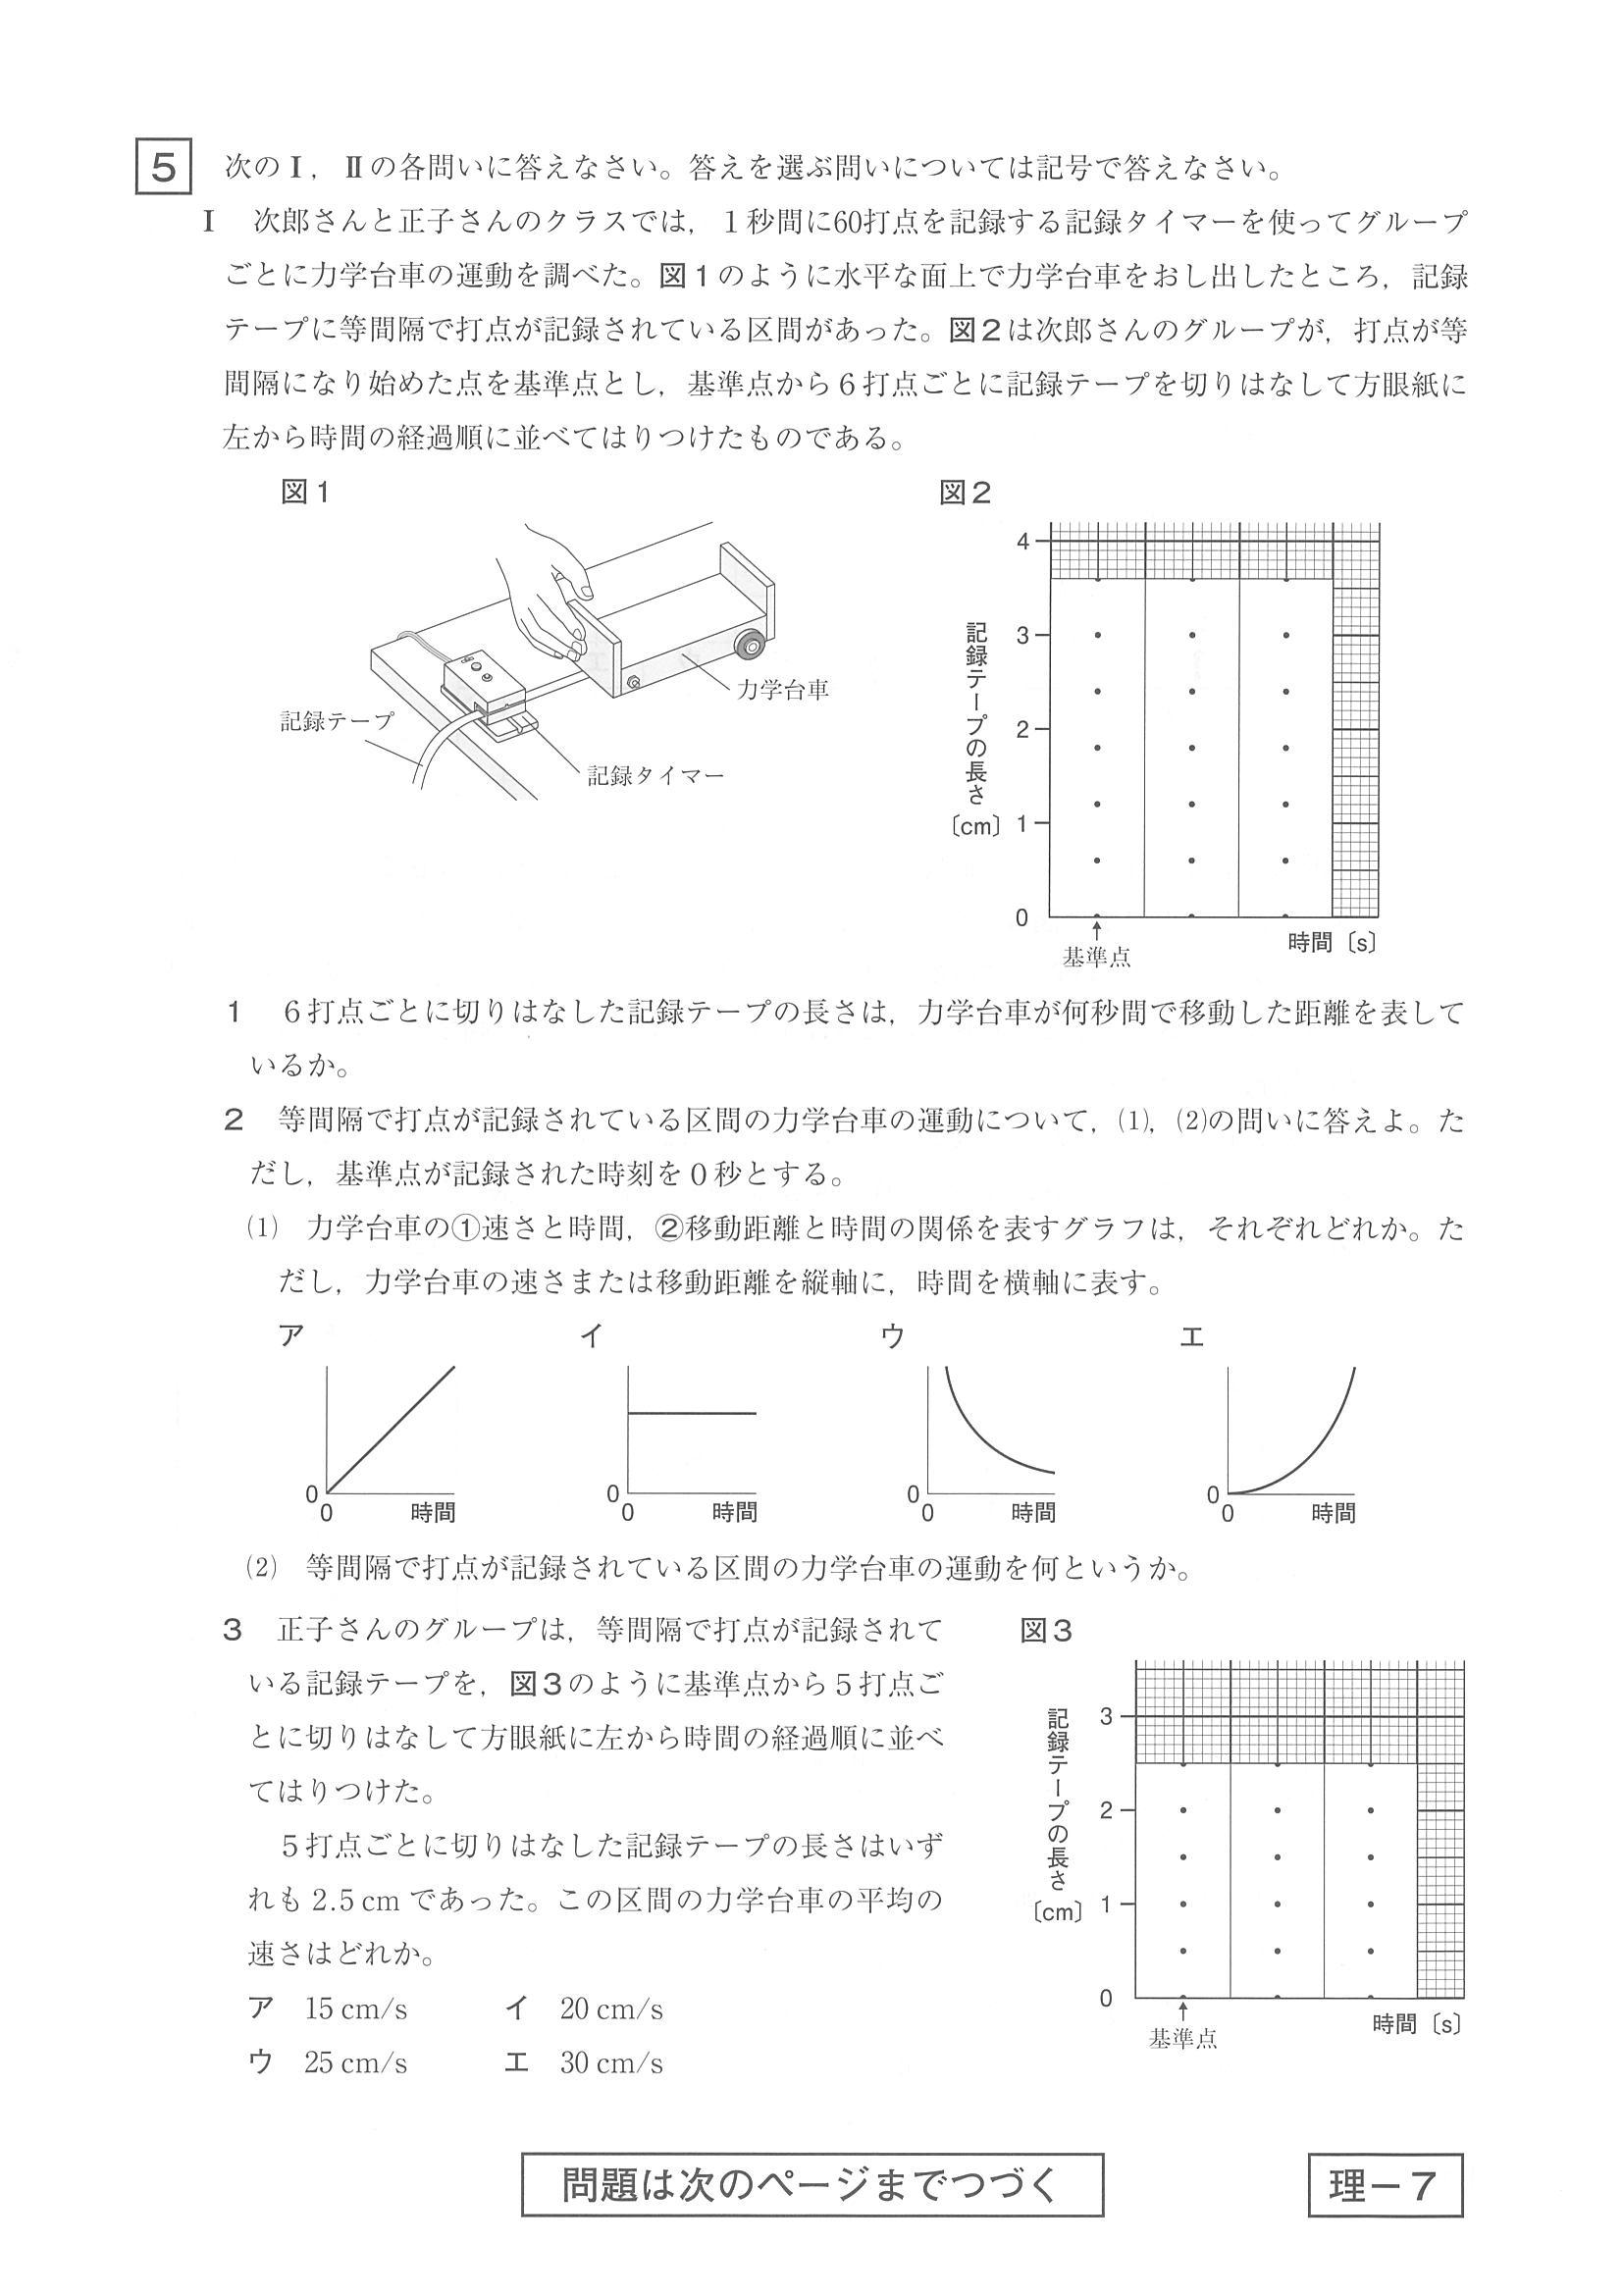 5 次のⅠ，Ⅱの各問いに答えなさい。答えを選ぶ問いについては記号で答えなさい。
Ⅰ 次郎さんと正子さんのクラスでは，１秒間に60打点を記録する記録タイマーを使ってグループ
ごとに力学台車の運動を調べた。図１のように水平な面上で力学台車をおし出したところ，記録
テープに等間隔で打点が記録されている区間があった。図２は次郎さんのグループが，打点が等
間隔になり始めた点を基準点とし，基準点から６打点ごとに記録テープを切りはなして方眼紙に
左から時間の経過順に並べてはりつけたものである。
図１
記録テープ
力学台車
記録タイマー
図２
記録テープの長さ
〔cm〕
4
3
2
1
0
基準点
時間〔s〕
1 ６打点ごとに切りはなした記録テープの長さは，力学台車が何秒間で移動した距離を表して
いるか。
2 等間隔で打点が記録されている区間の力学台車の運動について，⑴，⑵の問いに答えよ。た
だし，基準点が記録された時刻を０秒とする。
⑴ 力学台車の①速さと時間，②移動距離と時間の関係を表すグラフは，それぞれどれか。た
だし，力学台車の速さまたは移動距離を縦軸に，時間を横軸に表す。
ア イ ウ エ
0 0 0 0
0 時間 0 時間 0 時間 0 時間
⑵ 等間隔で打点が記録されている区間の力学台車の運動を何というか。
3 正子さんのグループは，等間隔で打点が記録されて
いる記録テープを，図３のように基準点から５打点ご
とに切りはなして方眼紙に左から時間の経過順に並べ
てはりつけた。
５打点ごとに切りはなした記録テープの長さはいず
れも 2.5 cm であった。この区間の力学台車の平均の
速さはどれか。
ア 15 cm/s イ 20 cm/s
ウ 25 cm/s エ 30 cm/s
図３
記録テープの長さ
〔cm〕
3
2
1
0
基準点
時間〔s〕
問題は次のページまでつづく
理－７